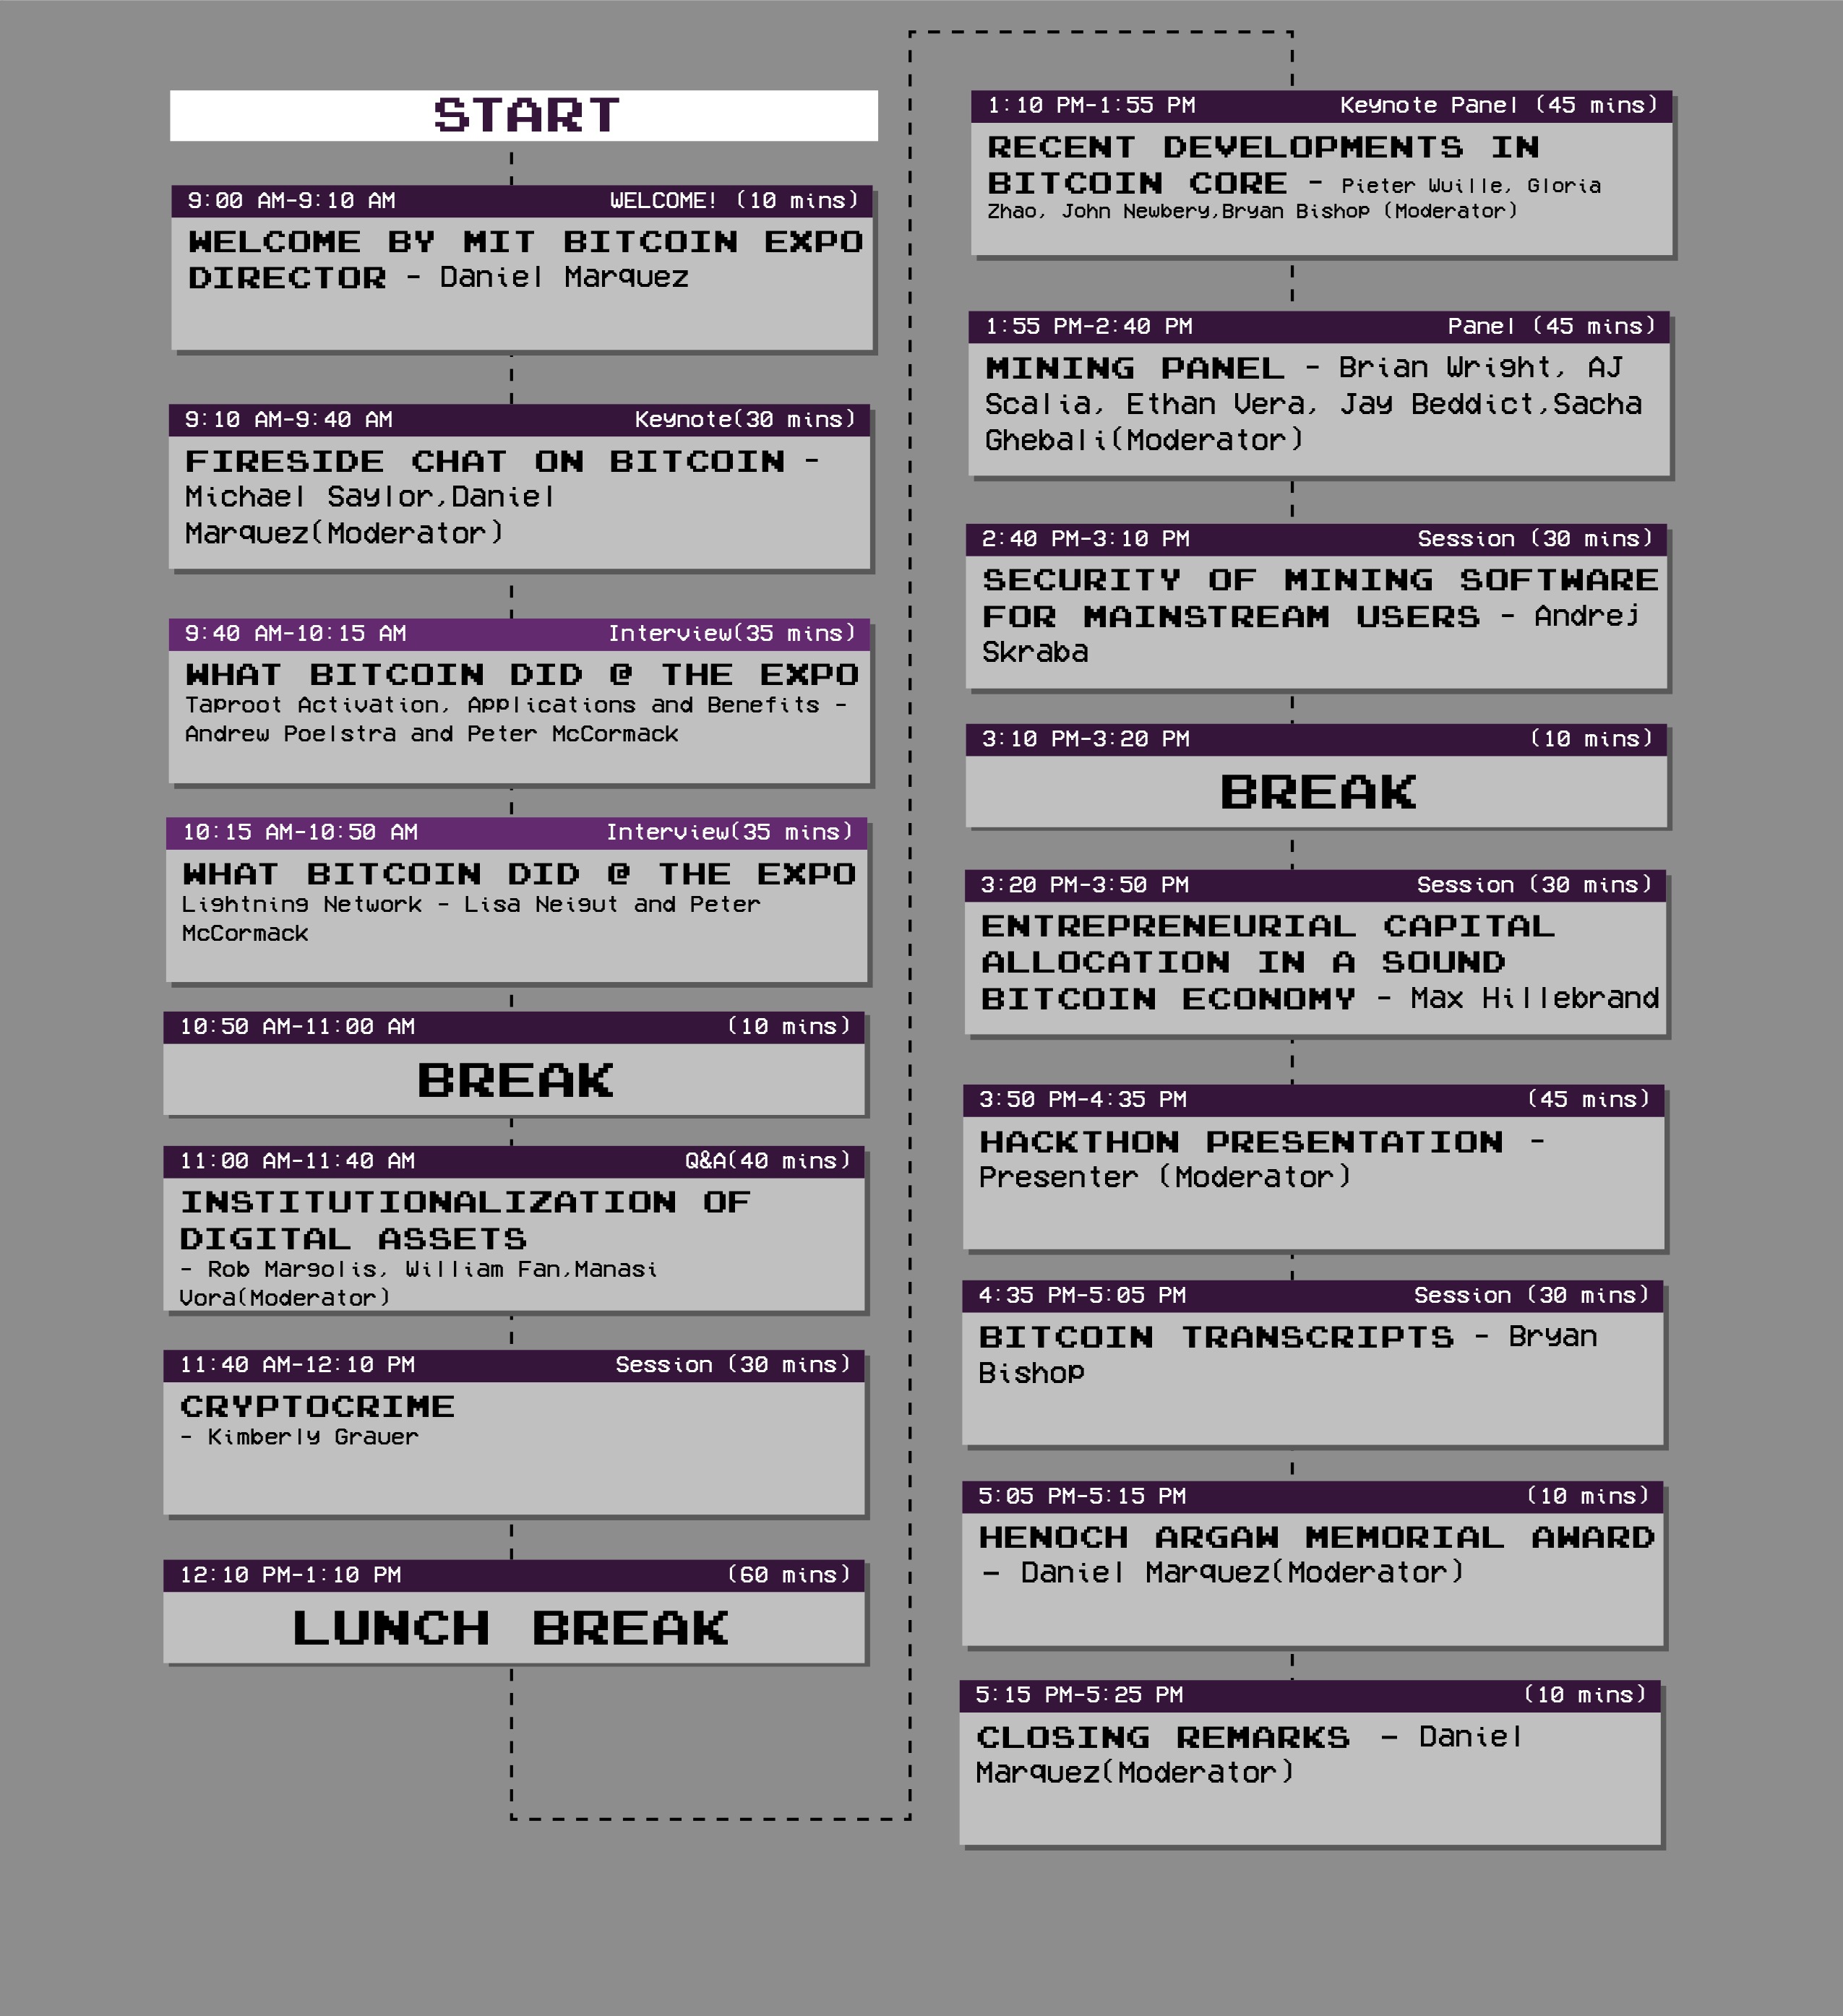 START
9:00 AM-9:10 AM WELCOME! (10 mins)
WELCOME BY MIT BITCOIN EXPO
DIRECTOR - Daniel Marquez
9:10 AM-9:40 AM Keynote(30 mins)
FIRESIDE CHAT ON BITCOIN -
Michael Saylor,Daniel
Marquez(Moderator)
9:40 AM-10:15 AM Interview(35 mins)
WHAT BITCOIN DID @ THE EXPO
Taproot Activation, Applications and Benefits -
Andrew Poelstra and Peter McCormack
10:15 AM-10:50 AM Interview(35 mins)
WHAT BITCOIN DID @ THE EXPO
Lightning Network - Lisa Neigut and Peter
McCormack
10:50 AM-11:00 AM (10 mins)
BREAK
11:00 AM-11:40 AM Q&A(40 mins)
INSTITUTIONALIZATION OF
DIGITAL ASSETS
- Rob Margolis, William Fan,Manasi
Vora(Moderator)
11:40 AM-12:10 PM Session (30 mins)
CRYPTOCRIME
- Kimberly Grauer
12:10 PM-1:10 PM (60 mins)
LUNCH BREAK
1:10 PM-1:55 PM Keynote Panel (45 mins)
RECENT DEVELOPMENTS IN
BITCOIN CORE - Pieter Wuille, Gloria
Zhao, John Newbery,Bryan Bishop (Moderator)
1:55 PM-2:40 PM Panel (45 mins)
MINING PANEL - Brian Wright, AJ
Scalia, Ethan Vera, Jay Beddict,Sacha
Ghebali(Moderator)
2:40 PM-3:10 PM Session (30 mins)
SECURITY OF MINING SOFTWARE
FOR MAINSTREAM USERS - Andrej
Skraba
3:10 PM-3:20 PM (10 mins)
BREAK
3:20 PM-3:50 PM Session (30 mins)
ENTREPRENEURIAL CAPITAL
ALLOCATION IN A SOUND
BITCOIN ECONOMY - Max Hillebrand
3:50 PM-4:35 PM (45 mins)
HACKTHON PRESENTATION -
Presenter (Moderator)
4:35 PM-5:05 PM Session (30 mins)
BITCOIN TRANSCRIPTS - Bryan
Bishop
5:05 PM-5:15 PM (10 mins)
HENOCH ARGAW MEMORIAL AWARD
– Daniel Marquez(Moderator)
5:15 PM-5:25 PM (10 mins)
CLOSING REMARKS – Daniel
Marquez(Moderator)